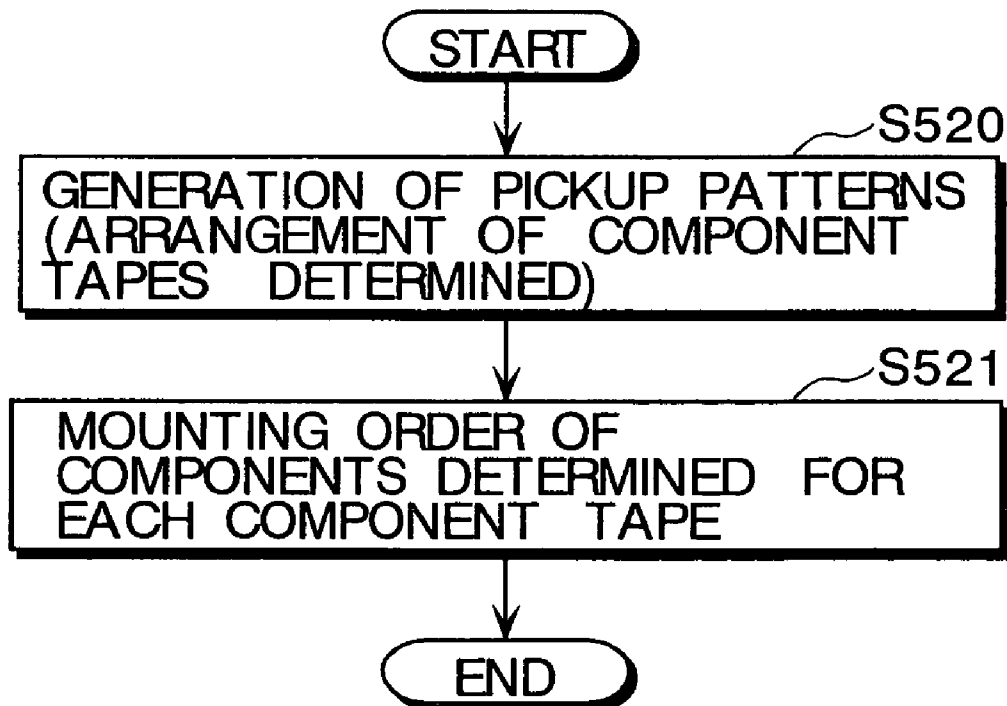 START
S520
GENERATION OF PICKUP PATTERNS
(ARRANGEMENT OF COMPONENT
TAPES DETERMINED)
S521
MOUNTING ORDER OF
COMPONENTS DETERMINED FOR
EACH COMPONENT TAPE
END